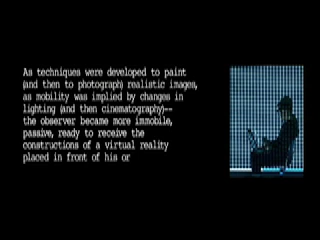 As techniques were developed to paint
(and then to photograph) realistic images,
as mobility was implied by changes in
lighting (and then cinematography)--
the observer became more immobile,
passive, ready to receive the
constructions of a virtual reality
placed in front of his or